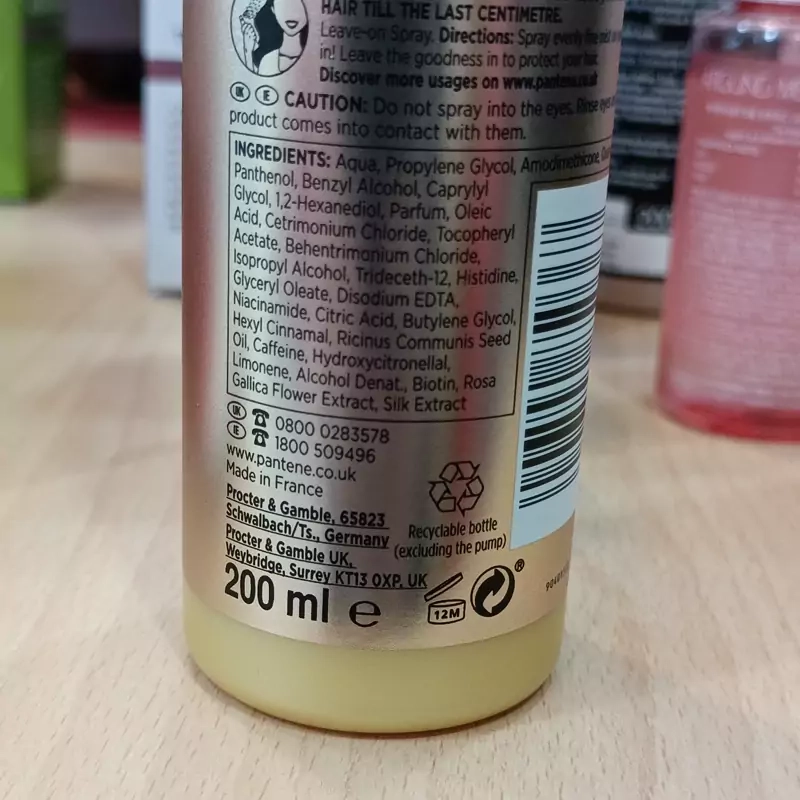 HAIR TILL THE LAST CENTIMETRE.
Leave-on Spray. Directions: Spray evenly fine mist
in! Leave the goodness in to protect your hair.
Discover more usages on www.pantene.co.uk
UK IE CAUTION: Do not spray into the eyes. Rinse eyes
product comes into contact with them.
INGREDIENTS: Aqua, Propylene Glycol, Amodimethicone,
Panthenol, Benzyl Alcohol, Caprylyl
Glycol, 1,2-Hexanediol, Parfum, Oleic
Acid, Cetrimonium Chloride, Tocopheryl
Acetate, Behentrimonium Chloride,
Isopropyl Alcohol, Trideceth-12, Histidine,
Glyceryl Oleate, Disodium EDTA,
Niacinamide, Citric Acid, Butylene Glycol,
Hexyl Cinnamal, Ricinus Communis Seed
Oil, Caffeine, Hydroxycitronellal,
Limonene, Alcohol Denat., Biotin, Rosa
Gallica Flower Extract, Silk Extract
UK 0800 0283578
IE 1800 509496
www.pantene.co.uk
Made in France
Procter & Gamble, 65823
Schwalbach/Ts., Germany
Procter & Gamble UK,
Weybridge, Surrey KT13 0XP, UK
Recyclable bottle
(excluding the pump)
200 ml e
12M
®